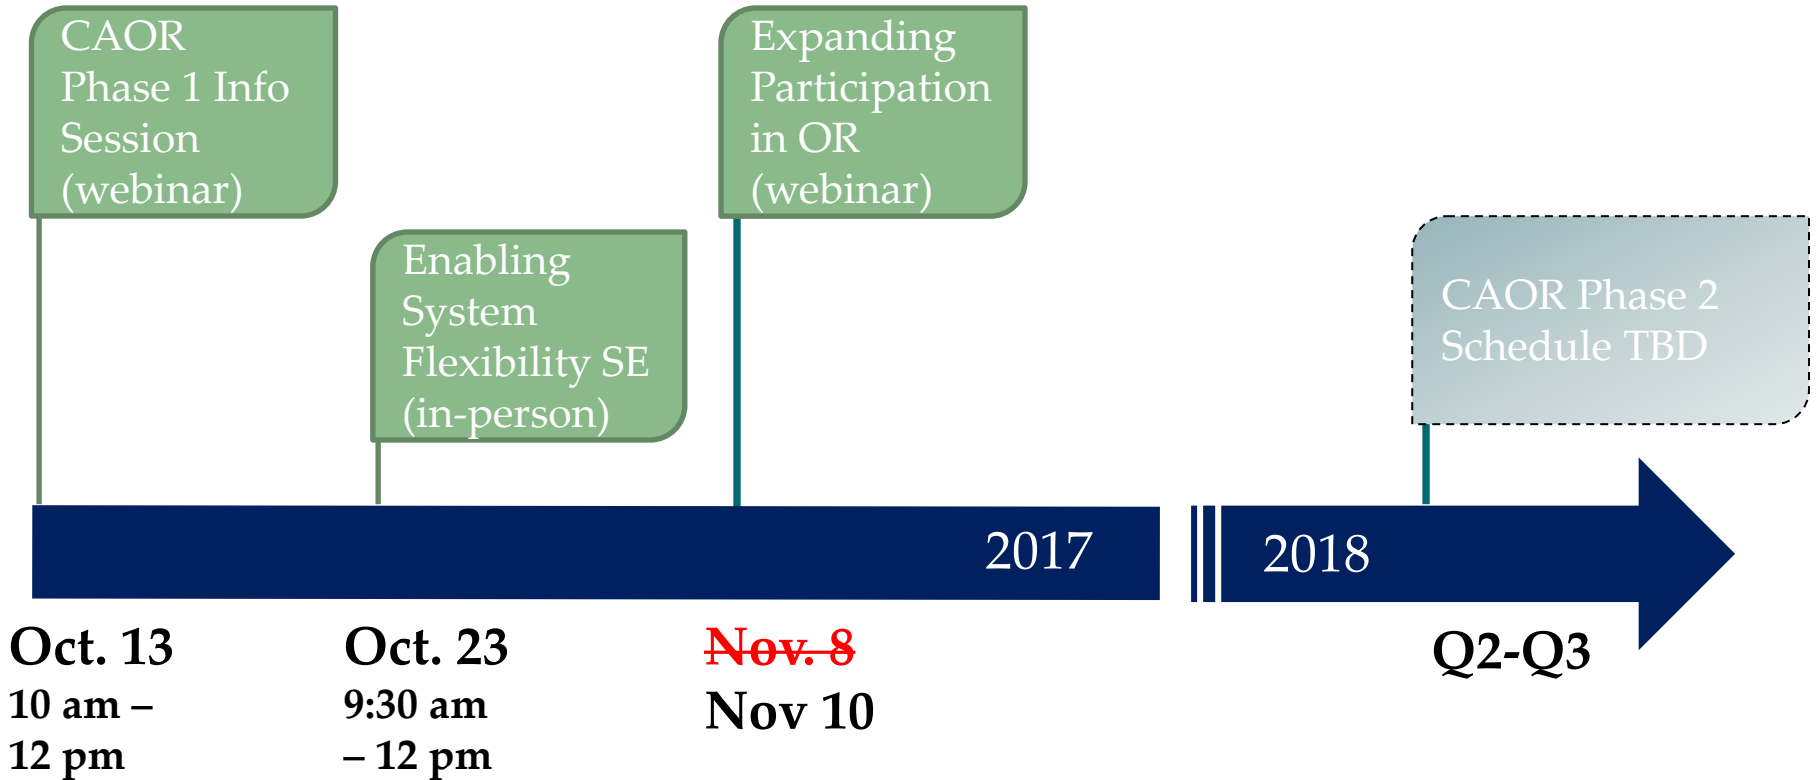 CAOR
Phase 1 Info
Session
(webinar)
Enabling
System
Flexibility SE
(in-person)
Expanding
Participation
in OR
(webinar)
CAOR Phase 2
Schedule TBD
2017
2018
Oct. 13
10 am –
12 pm
Oct. 23
9:30 am
– 12 pm
Nov. 8
Nov 10
Q2-Q3